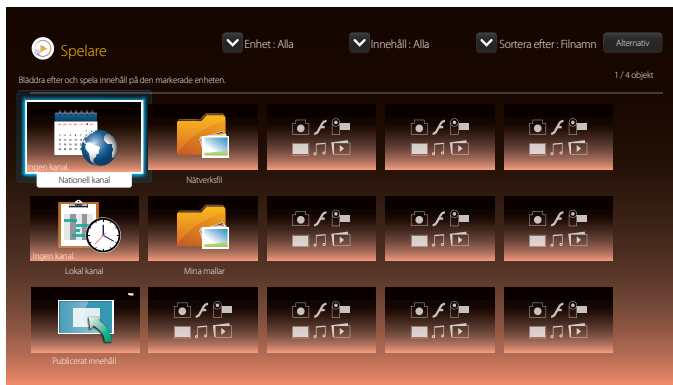 Spelare
Enhet : Alla
Innehåll : Alla
Sortera efter : Filnamn
Alternativ
Bläddra efter och spela innehåll på den markerade enheten.
1 / 4 objekt
Ingen kanal.
Nationell kanal
Nätverksfil
Ingen kanal.
Lokal kanal
Mina mallar
Publicerat innehåll